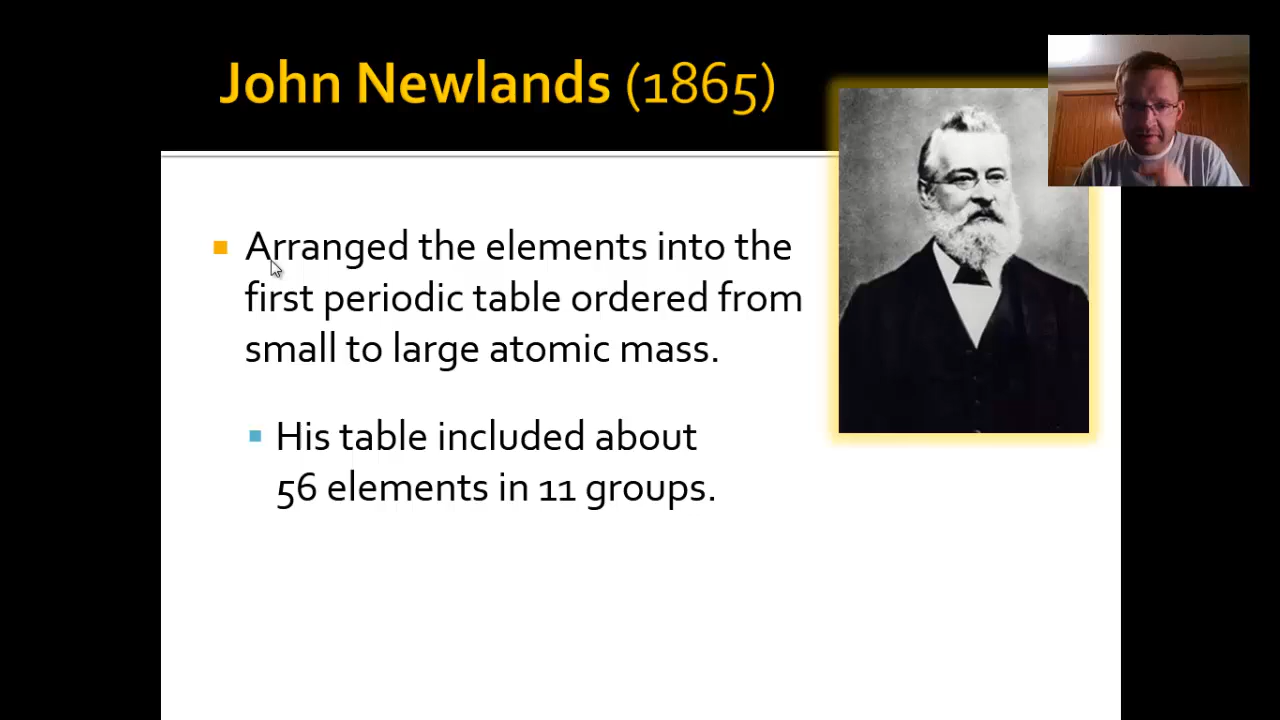 John Newlands (1865)
Arranged the elements into the
first periodic table ordered from
small to large atomic mass.
His table included about
56 elements in 11 groups.